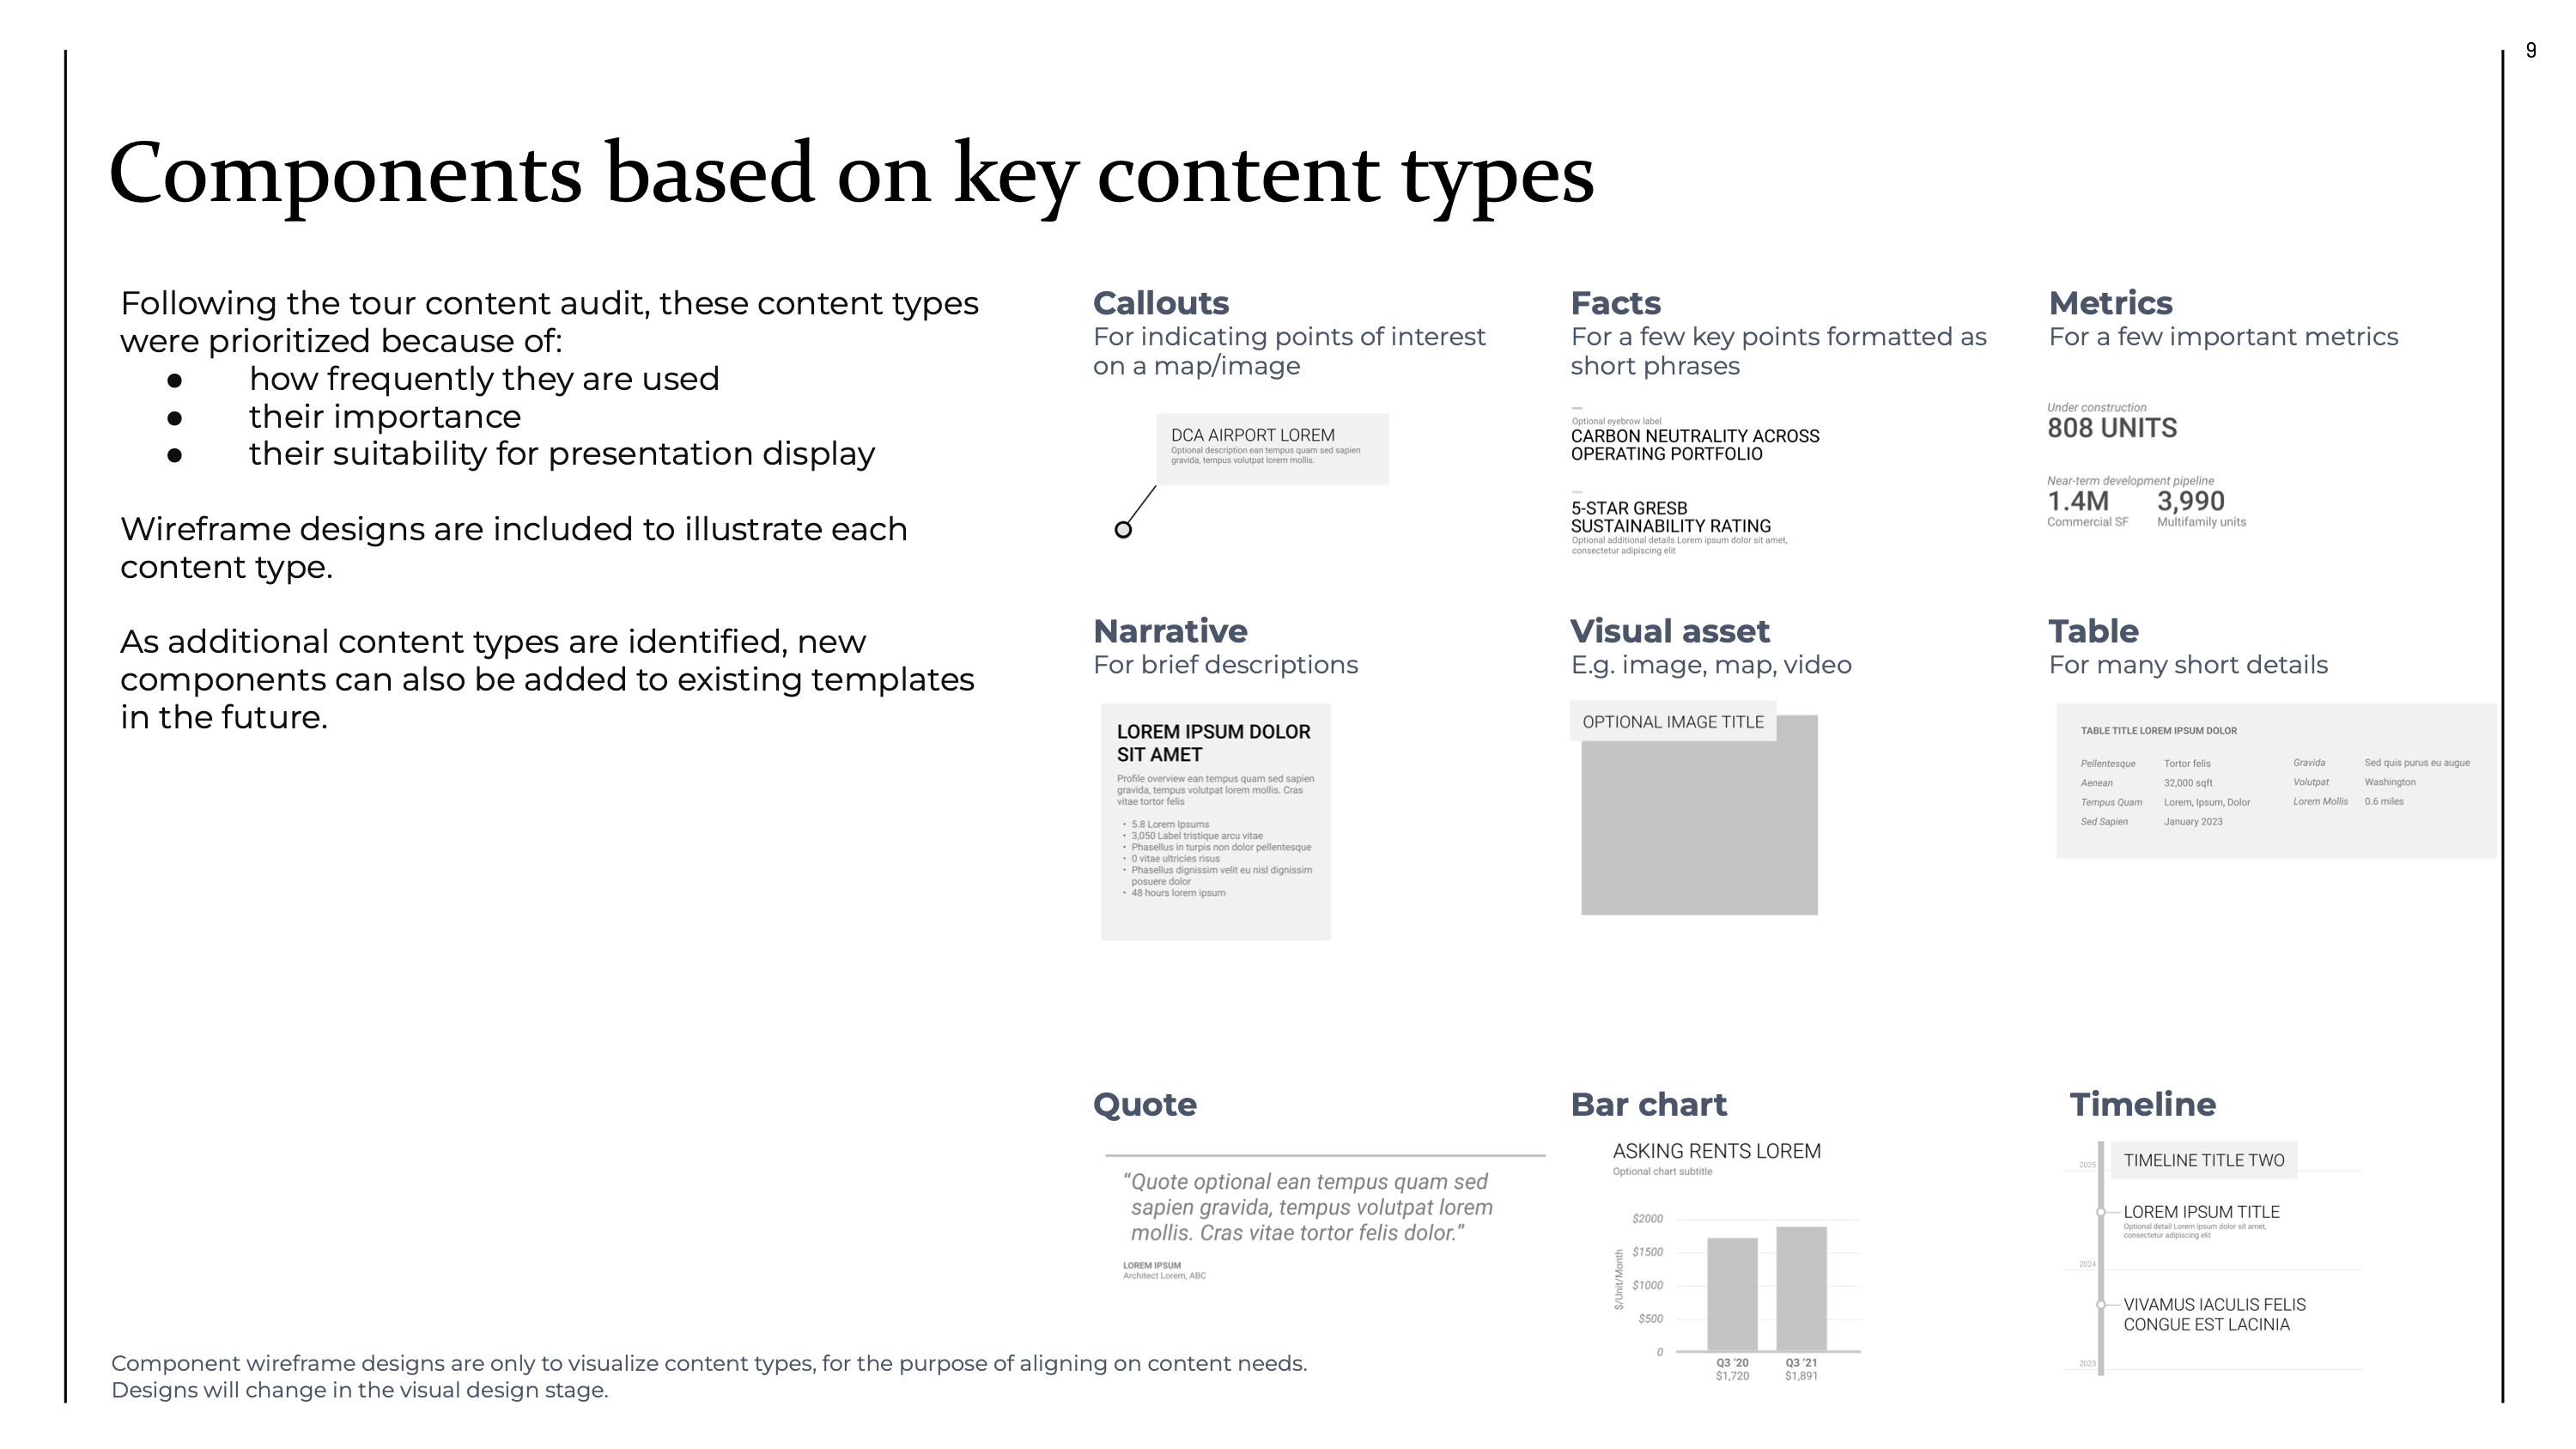 9
Components based on key content types
Following the tour content audit, these content types
were prioritized because of:
● how frequently they are used
● their importance
● their suitability for presentation display
Wireframe designs are included to illustrate each
content type.
As additional content types are identified, new
components can also be added to existing templates
in the future.
Callouts
For indicating points of interest
on a map/image
DCA AIRPORT LOREM
Optional description ean tempus quam sed sapien
gravida, tempus volutpat lorem mollis.
Facts
For a few key points formatted as
short phrases
Optional eyebrow label
CARBON NEUTRALITY ACROSS
OPERATING PORTFOLIO
5-STAR GRESB
SUSTAINABILITY RATING
Optional additional details Lorem ipsum dolor sit amet,
consectetur adipiscing elit
Metrics
For a few important metrics
Under construction
808 UNITS
Near-term development pipeline
1.4M 3,990
Commercial SF Multifamily units
Narrative
For brief descriptions
LOREM IPSUM DOLOR
SIT AMET
Profile overview ean tempus quam sed sapien
gravida, tempus volutpat lorem mollis. Cras
vitae tortor felis
• 5.8 Lorem Ipsums
• 3,050 Label tristique arcu vitae
• Phasellus in turpis non dolor pellentesque
• 0 vitae ultricies risus
• Phasellus dignissim velit eu nisl dignissim
posuere dolor
• 48 hours lorem ipsum
Visual asset
E.g. image, map, video
OPTIONAL IMAGE TITLE
Table
For many short details
TABLE TITLE LOREM IPSUM DOLOR
Pellentesque Tortor felis Gravida Sed quis purus eu augue
Aenean 32,000 sqft Volutpat Washington
Tempus Quam Lorem, Ipsum, Dolor Lorem Mollis 0.6 miles
Sed Sapien January 2023
Quote
“Quote optional ean tempus quam sed
sapien gravida, tempus volutpat lorem
mollis. Cras vitae tortor felis dolor.”
LOREM IPSUM
Architect Lorem, ABC
Bar chart
ASKING RENTS LOREM
Optional chart subtitle
$/Unit/Month
$2000
$1500
$1000
$500
0
Q3 '20 Q3 '21
$1,720 $1,891
Timeline
2025
TIMELINE TITLE TWO
LOREM IPSUM TITLE
Optional detail Lorem ipsum dolor sit amet,
consectetur adipiscing elit
2024
VIVAMUS IACULIS FELIS
CONGUE EST LACINIA
2023
Component wireframe designs are only to visualize content types, for the purpose of aligning on content needs.
Designs will change in the visual design stage.